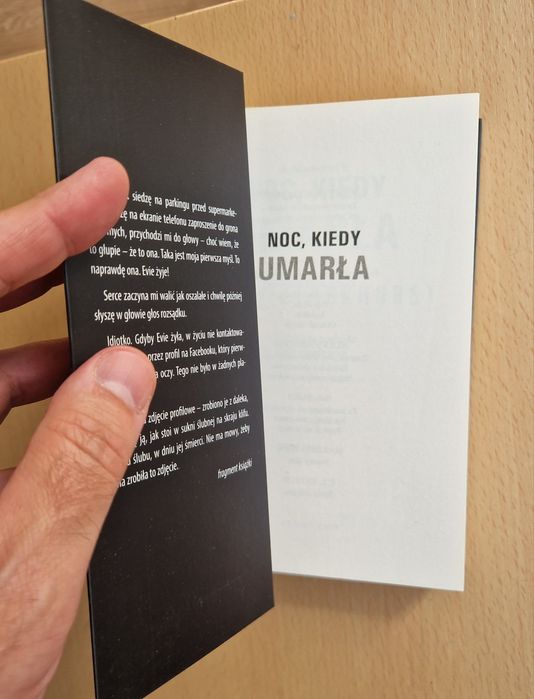 siedzę na parkingu przed supermarke-
na ekranie telefonu zaproszenie do grona
przychodzi mi do głowy – choć wiem, że
to głupie – że to ona. Taka jest moja pierwsza myśl. To
naprawdę ona. Evie żyje!
Serce zaczyna mi walić jak oszalałe i chwilę później
słyszę w głowie głos rozsądku.
Idiotko. Gdyby Evie żyła, w życiu nie kontaktowa-
przez profil na Facebooku, który pierw-
oczy. Tego nie było w żadnych pla-
zdjęcie profilowe – zrobiono je z daleka,
ją, jak stoi w sukni ślubnej na skraju klifu.
ślubu, w dniu jej śmierci. Nie ma mowy, żeby
zrobiła to zdjęcie.
fragment książki
NOC, KIEDY
UMARŁA